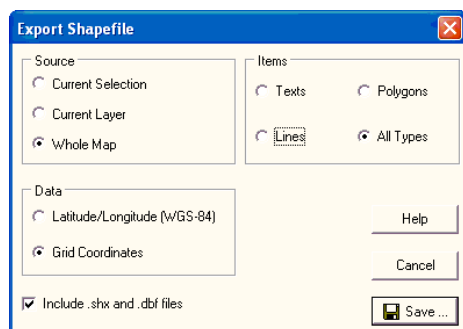 Export Shapefile
Source
Current Selection
Current Layer
Whole Map
Items
Texts
Polygons
Lines
All Types
Data
Latitude/Longitude (WGS-84)
Grid Coordinates
Include .shx and .dbf files
Help
Cancel
Save ...